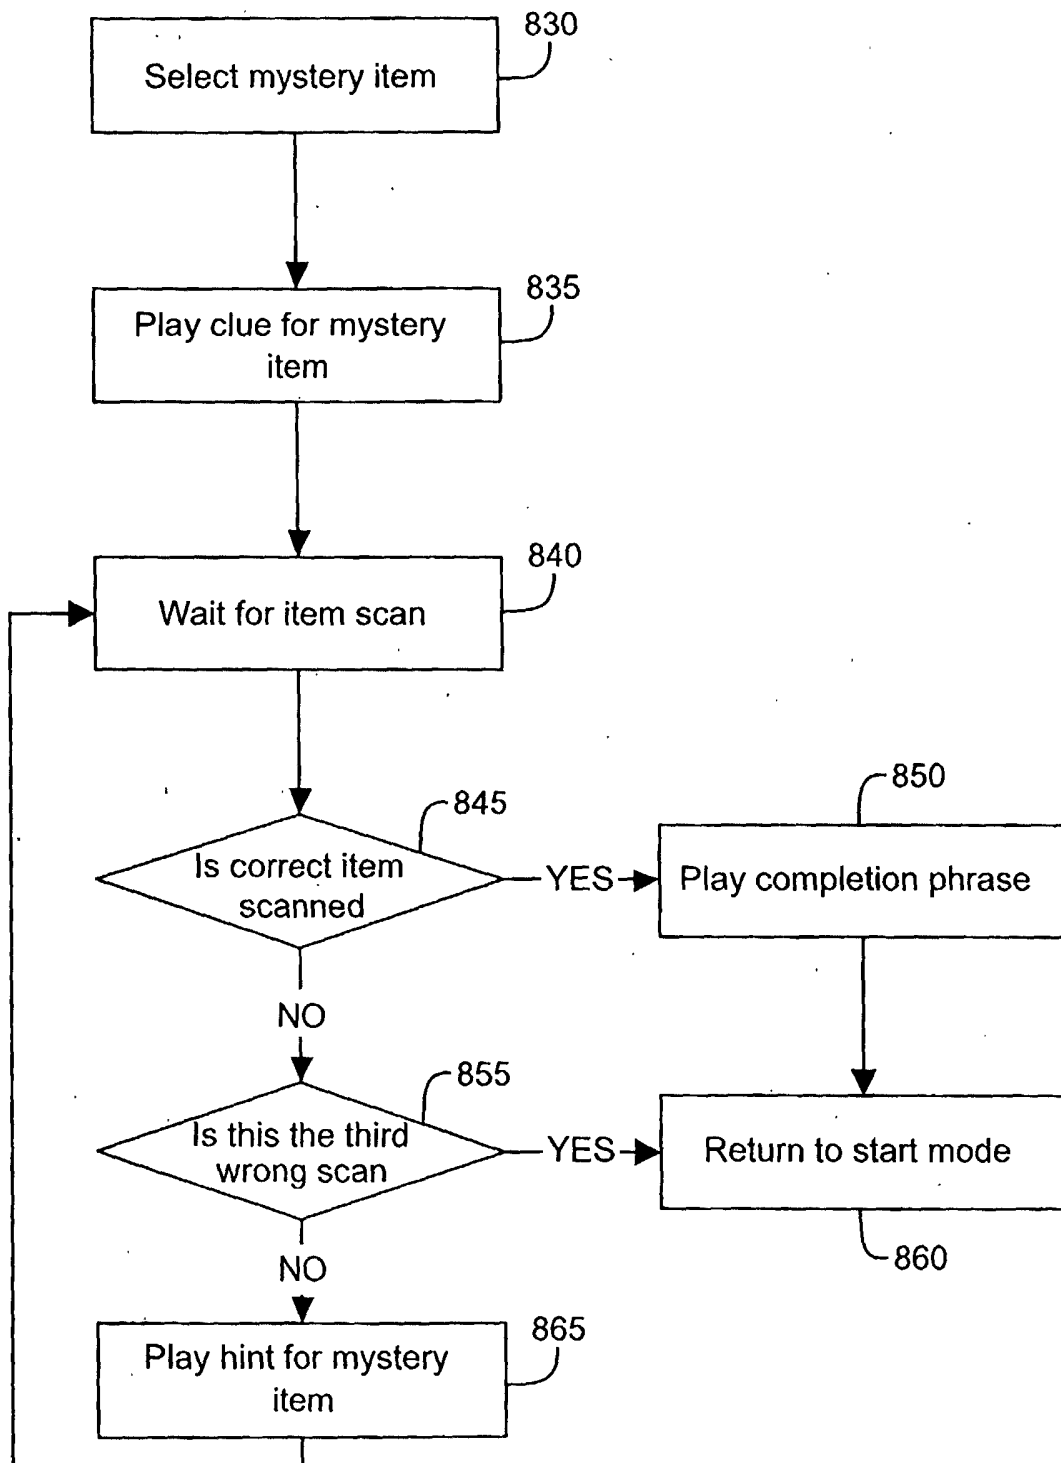 830
Select mystery item
835
Play clue for mystery
item
840
Wait for item scan
845
Is correct item
scanned
YES
850
Play completion phrase
NO
855
Is this the third
wrong scan
YES
Return to start mode
860
NO
865
Play hint for mystery
item